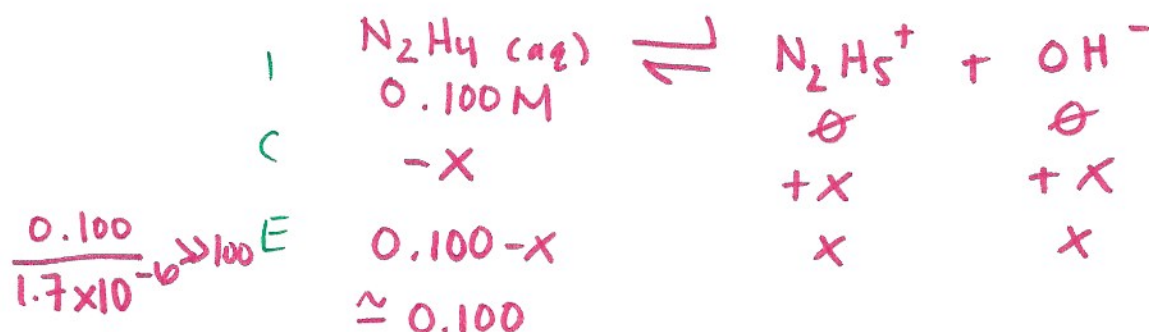 N₂H₄ (aq) ⇌ N₂H₅⁺ + OH⁻
I 0.100 M ∅ ∅
C -x +x +x
E 0.100-x x x
0.100 / 1.7×10⁻⁶ >> 100
≃ 0.100